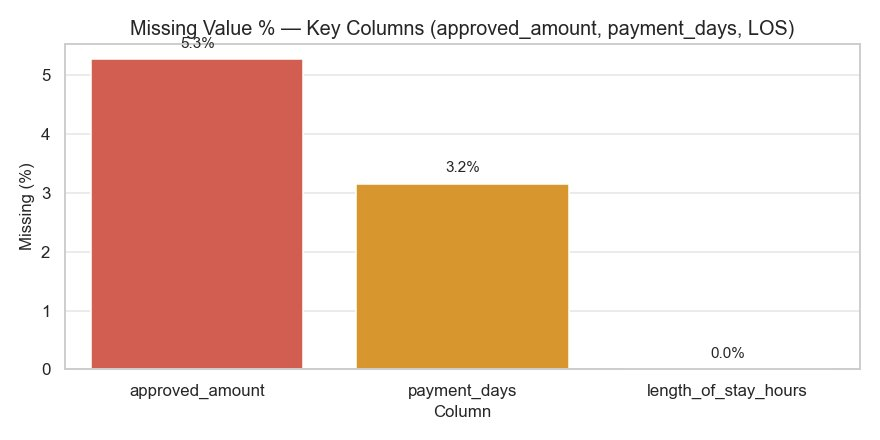 Missing Value % — Key Columns (approved_amount, payment_days, LOS)
5.3%
5
4
3.2%
3
2
1
0.0%
0
Missing (%)
approved_amount payment_days length_of_stay_hours
Column